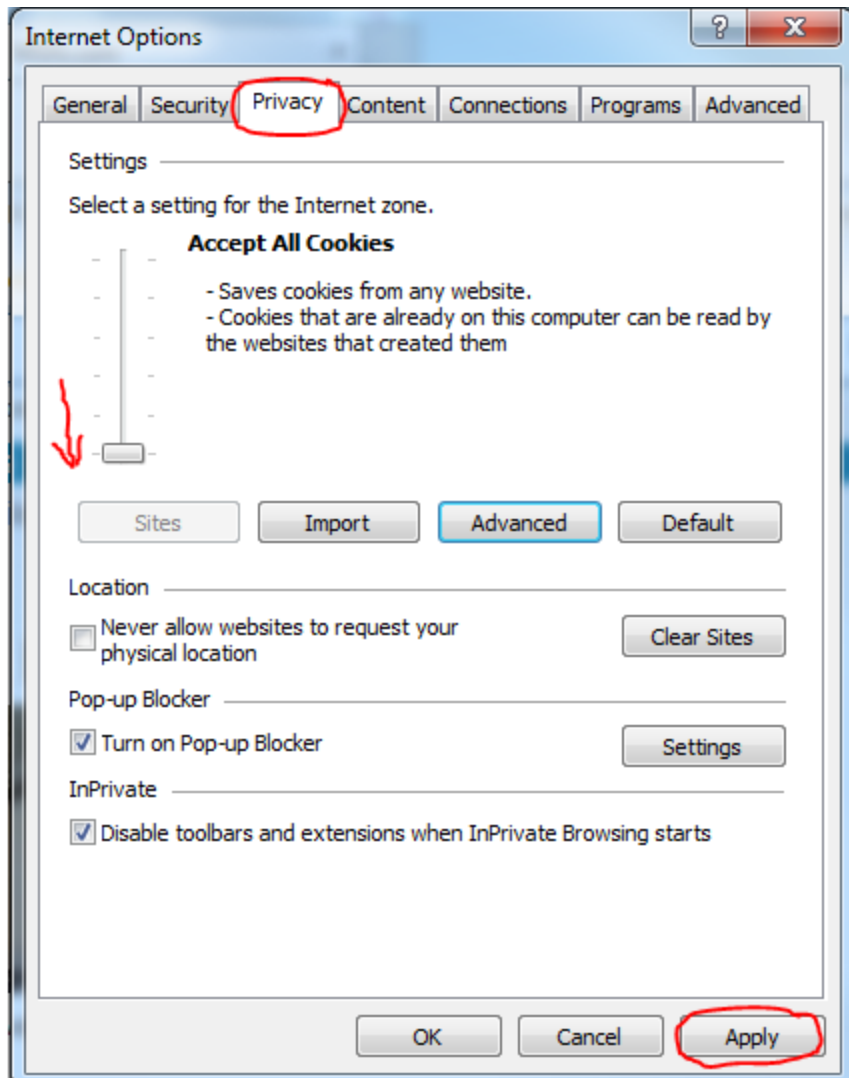 Internet Options
General Security Privacy Content Connections Programs Advanced
Settings
Select a setting for the Internet zone.
Accept All Cookies
- Saves cookies from any website.
- Cookies that are already on this computer can be read by
the websites that created them
Sites Import Advanced Default
Location
Never allow websites to request your
physical location
Clear Sites
Pop-up Blocker
Turn on Pop-up Blocker
Settings
InPrivate
Disable toolbars and extensions when InPrivate Browsing starts
OK Cancel Apply